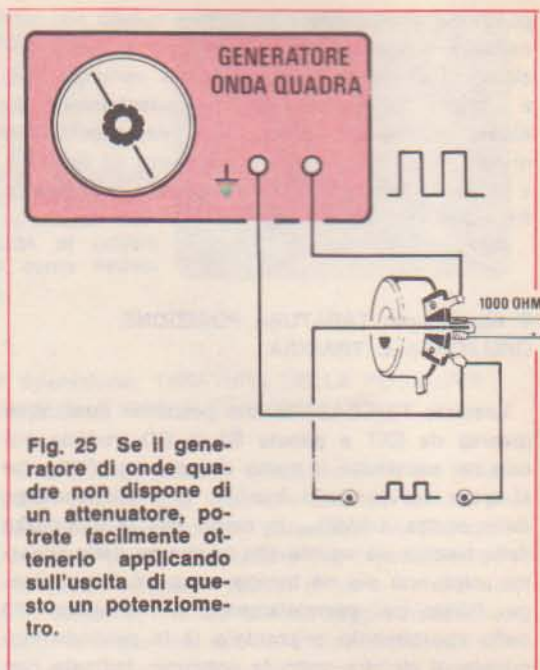 GENERATORE
ONDA QUADRA
1000 OHM
Fig. 25 Se il gene-
ratore di onde qua-
dre non dispone di
un attenuatore, po-
trete facilmente ot-
tenerlo applicando
sull'uscita di que-
sto un potenziome-
tro.